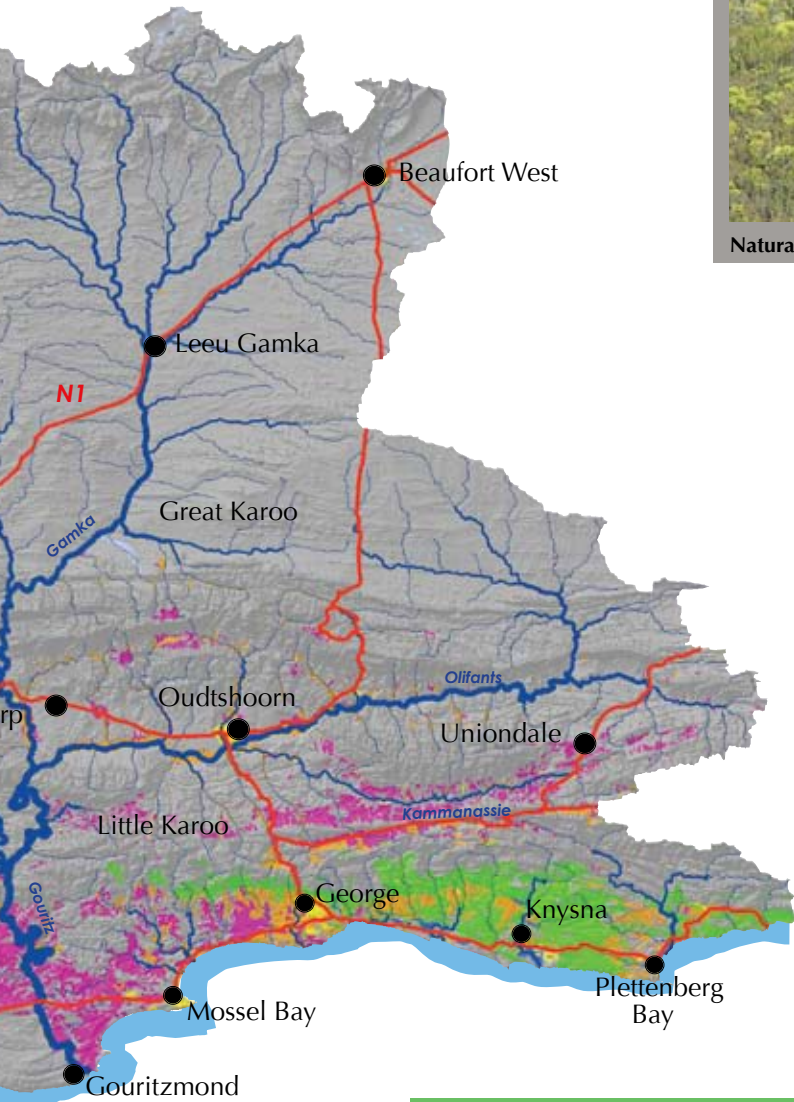 Natura
Beaufort West
Leeu Gamka
N1
Great Karoo
Gamka
Olifants
Oudtshoorn
rp
Uniondale
Kammanassie
Little Karoo
Gouritz
George
Knysna
Plettenberg
Bay
Mossel Bay
Gouritzmond